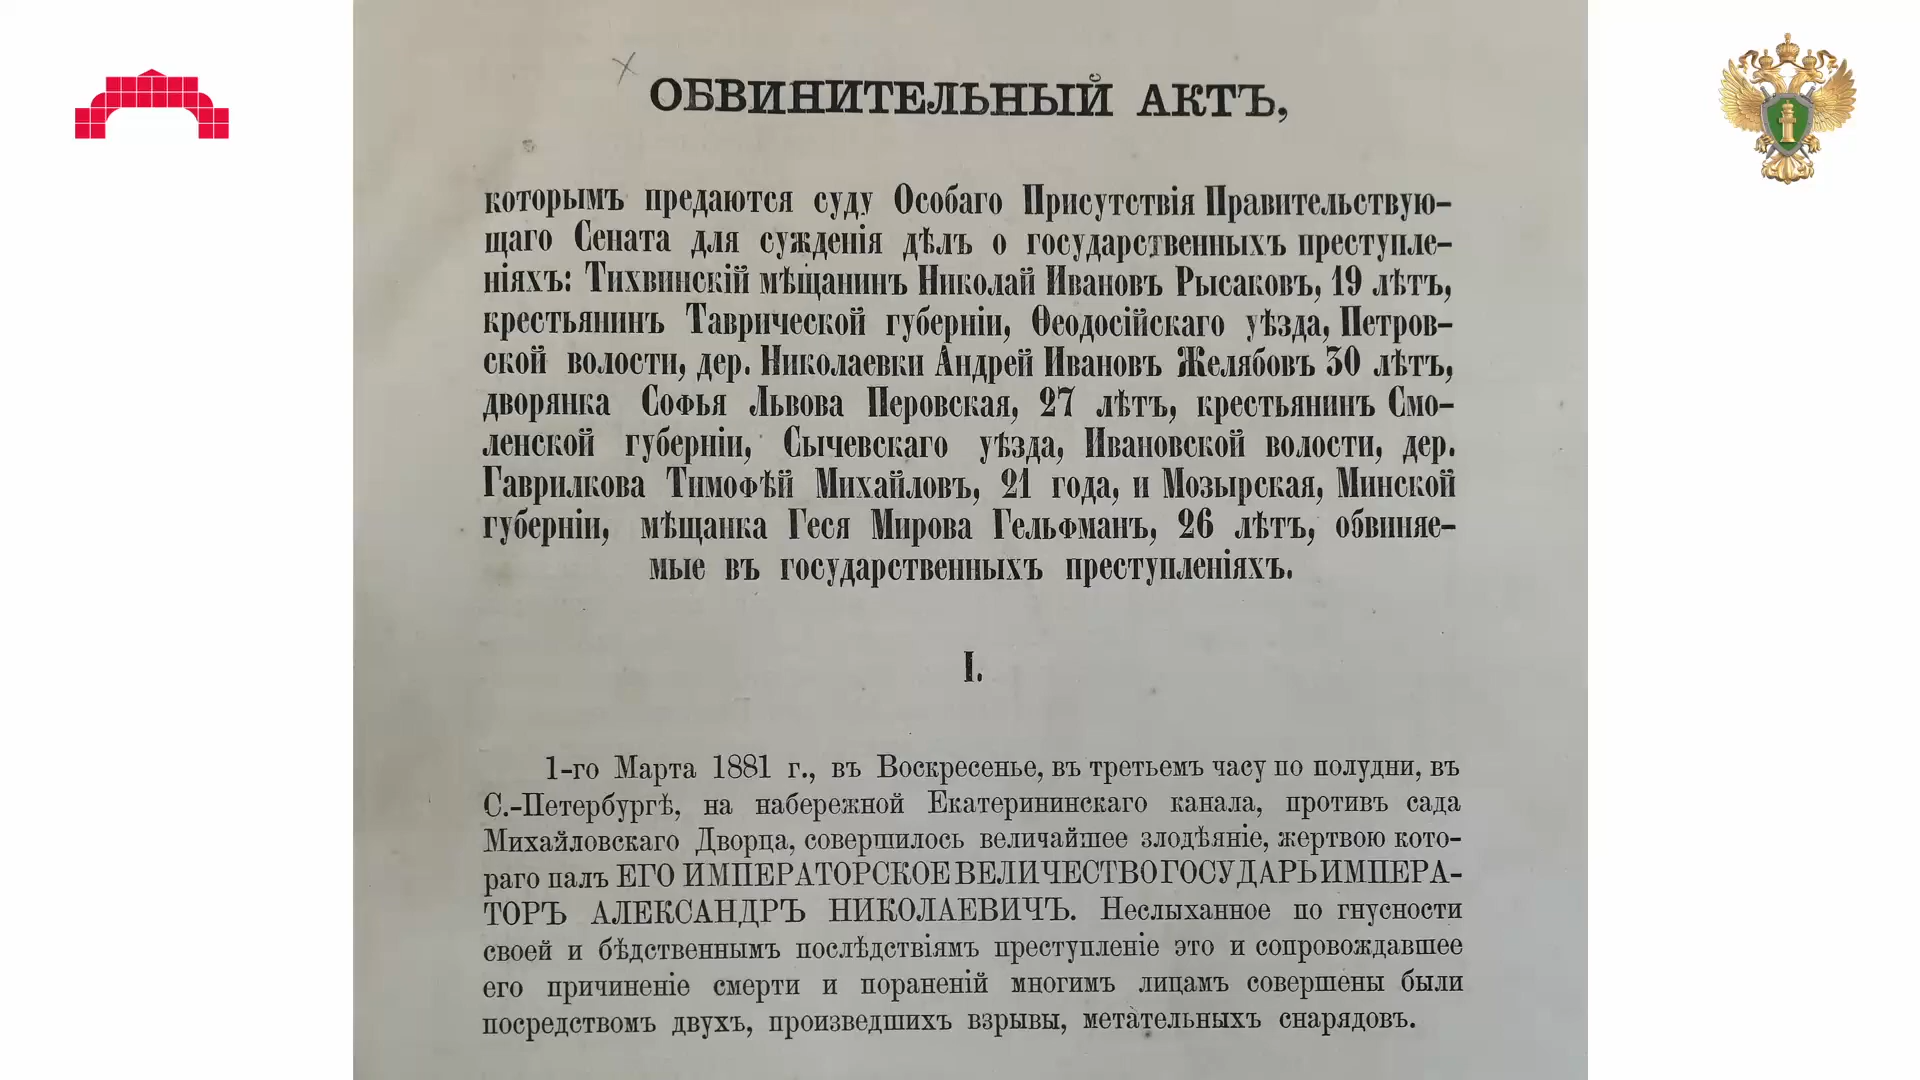 ОБВИНИТЕЛЬНЫЙ АКТЪ,
которымъ предаются суду Особаго Присутствія Правительствую-
щаго Сената для сужденія дѣлъ о государственныхъ преступле-
ніяхъ: Тихвинскій мѣщанинъ Николай Ивановъ Рысаковъ, 19 лѣтъ,
крестьянинъ Таврической губерніи, Ѳеодосійскаго уѣзда, Петров-
ской волости, дер. Николаевки Андрей Ивановъ Желябовъ 30 лѣтъ,
дворянка Софья Львова Перовская, 27 лѣтъ, крестьянинъ Смо-
ленской губерніи, Сычевскаго уѣзда, Ивановской волости, дер.
Гаврилкова Тимофѣй Михайловъ, 21 года, и Мозырская, Минской
губерніи, мѣщанка Геся Мирова Гельфманъ, 26 лѣтъ, обвиняе-
мые въ государственныхъ преступленіяхъ.
I.
1-го Марта 1881 г., въ Воскресенье, въ третьемъ часу по полудни, въ
С.-Петербургѣ, на набережной Екатерининскаго канала, противъ сада
Михайловскаго Дворца, совершилось величайшее злодѣяніе, жертвою кото-
раго палъ ЕГО ИМПЕРАТОРСКОЕ ВЕЛИЧЕСТВО ГОСУДАРЬ ИМПЕРА-
ТОРЪ АЛЕКСАНДРЪ НИКОЛАЕВИЧЪ. Неслыханное по гнусности
своей и бѣдственнымъ послѣдствіямъ преступленіе это и сопровождавшее
его причиненіе смерти и пораненій многимъ лицамъ совершены были
посредствомъ двухъ, произведшихъ взрывы, метательныхъ снарядовъ.